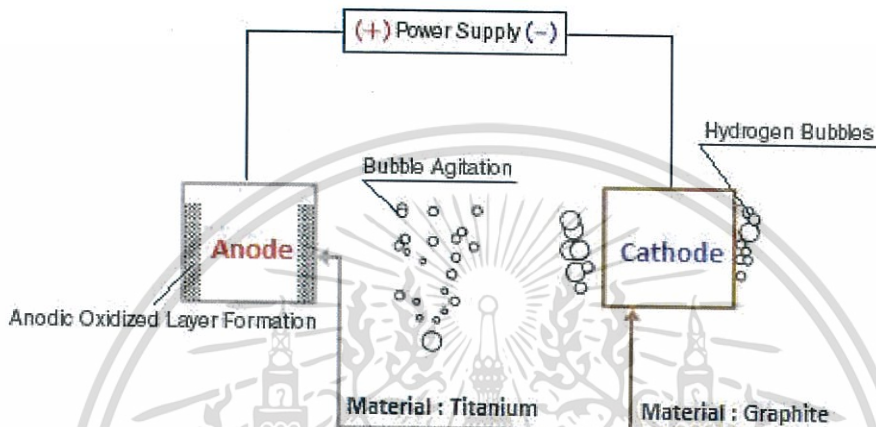 (+) Power Supply (-)
Hydrogen Bubbles
Bubble Agitation
Anode
Cathode
Anodic Oxidized Layer Formation
Material : Titanium
Material : Graphite